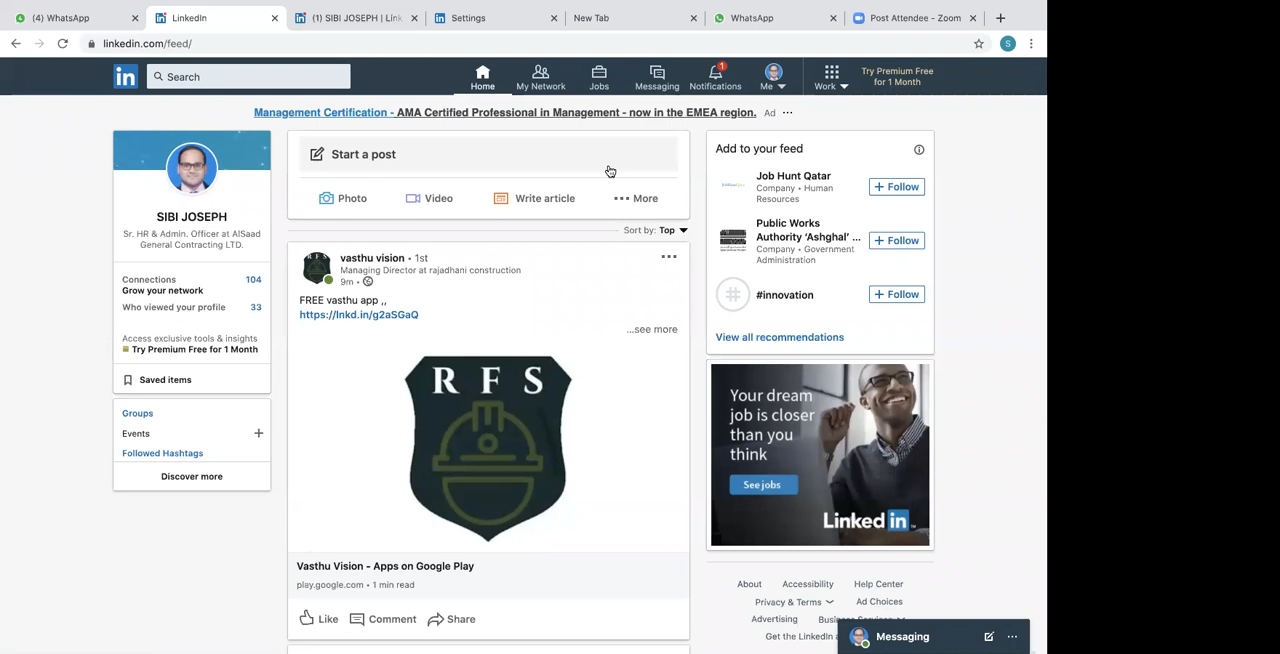 (4) WhatsApp
LinkedIn
(1) SIBI JOSEPH | Link
Settings
New Tab
WhatsApp
Post Attendee - Zoom
linkedin.com/feed/
S
in
Search
Home
My Network
Jobs
Messaging
1
Notifications
Me
Work
Try Premium Free
for 1 Month
Management Certification - AMA Certified Professional in Management - now in the EMEA region. Ad
SIBI JOSEPH
Sr. HR & Admin. Officer at AlSaad
General Contracting LTD.
Connections 104
Grow your network
Who viewed your profile 33
Access exclusive tools & insights
Try Premium Free for 1 Month
Saved items
Groups
Events
Followed Hashtags
Discover more
Start a post
Photo
Video
Write article
More
Sort by: Top
vasthu vision • 1st
Managing Director at rajadhani construction
9m •
FREE vasthu app ,,
https://lnkd.in/g2aSGaQ
...see more
R F S
Vasthu Vision - Apps on Google Play
play.google.com • 1 min read
Like
Comment
Share
Add to your feed
Job Hunt Qatar
Company • Human
Resources
+ Follow
Public Works
Authority ‘Ashghal’ ...
Company • Government
Administration
+ Follow
#
#innovation
+ Follow
View all recommendations
Your dream
job is closer
than you
think
See jobs
Linked in
About
Accessibility
Help Center
Privacy & Terms
Ad Choices
Advertising
Get the LinkedIn
Messaging